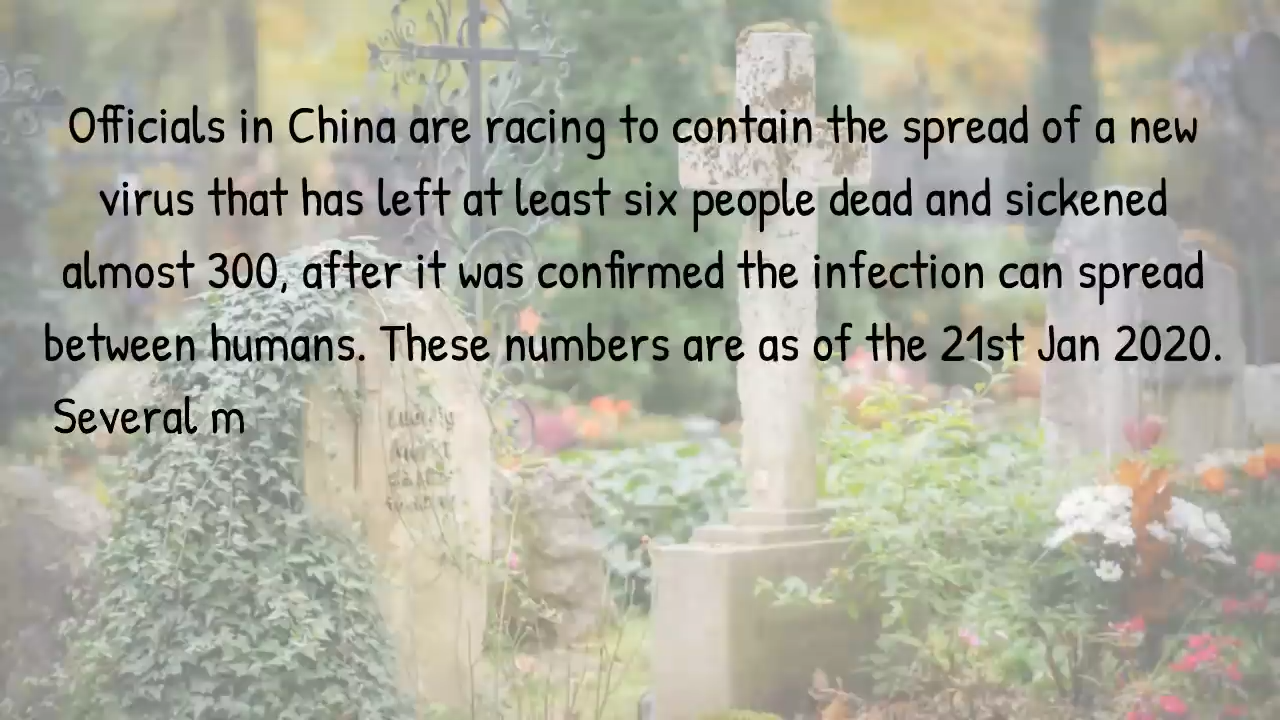 Officials in China are racing to contain the spread of a new
virus that has left at least six people dead and sickened
almost 300, after it was confirmed the infection can spread
between humans. These numbers are as of the 21st Jan 2020.
Several m